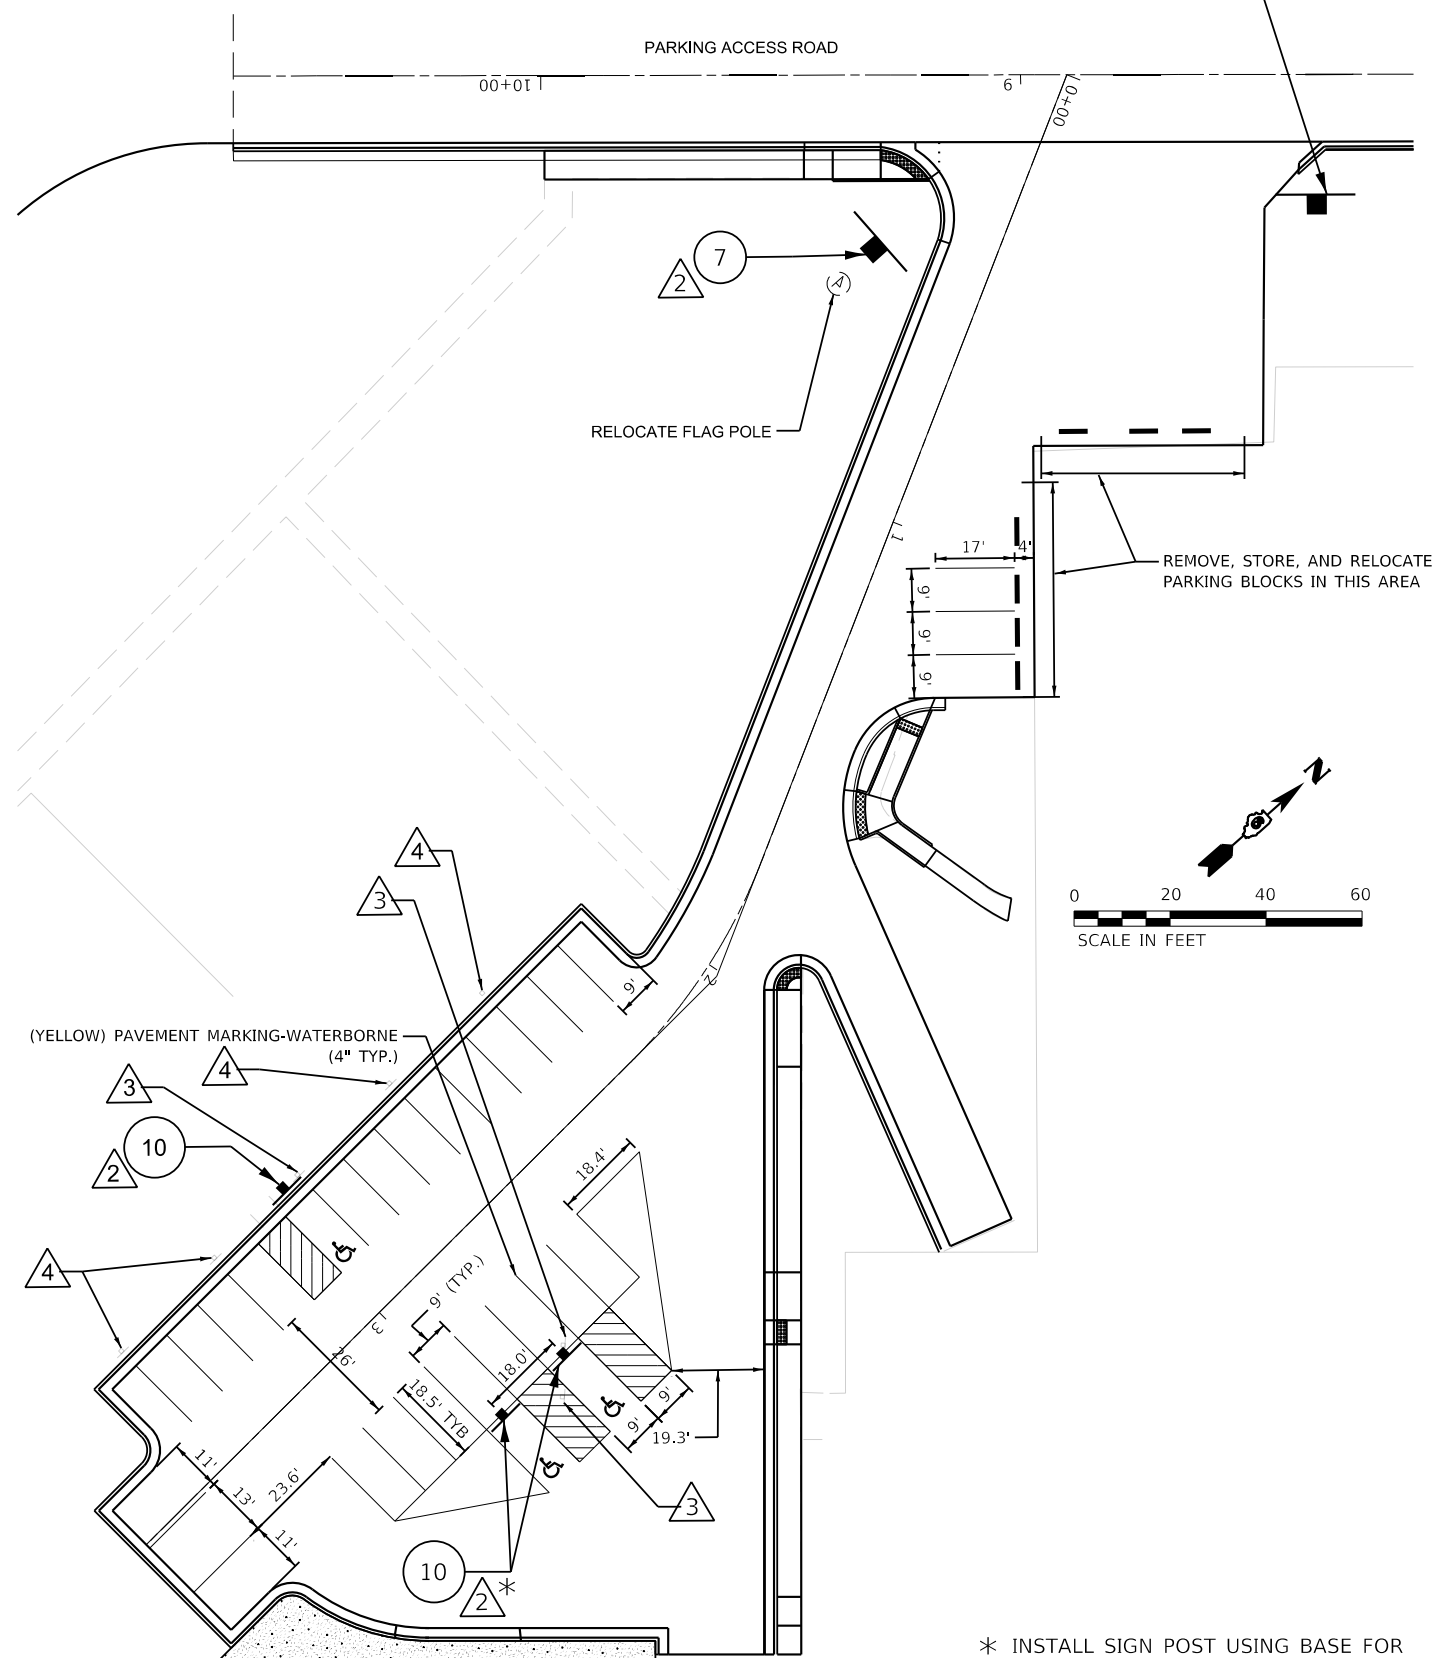 PARKING ACCESS ROAD
10+00
9
0+00
7
2
A
RELOCATE FLAG POLE
1
17'
4'
9'
9'
9'
REMOVE, STORE, AND RELOCATE
PARKING BLOCKS IN THIS AREA
N
0 20 40 60
SCALE IN FEET
4
3
2
9'
(YELLOW) PAVEMENT MARKING-WATERBORNE
(4" TYP.)
4
3
10
2
4
18.4'
9' (TYP.)
3
26'
18.0'
18.5' TYP
9'
9'
19.3'
11'
13'
23.6'
11'
3
10
2
*
* INSTALL SIGN POST USING BASE FOR